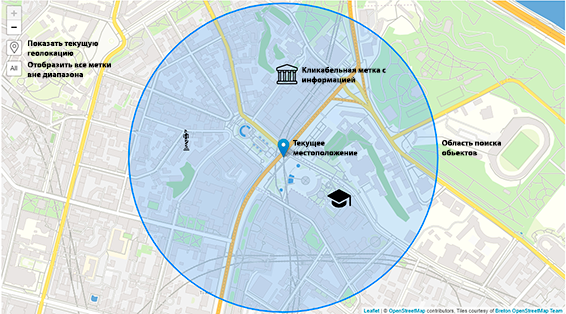 +
−
Показать текущую
геолокацию
All
Отобразить все метки
вне диапазона
Кликабельная метка с
информацией
Текущее
местоположение
Область поиска
объектов
Leaflet | © OpenStreetMap contributors, Tiles courtesy of Breton OpenStreetMap Team